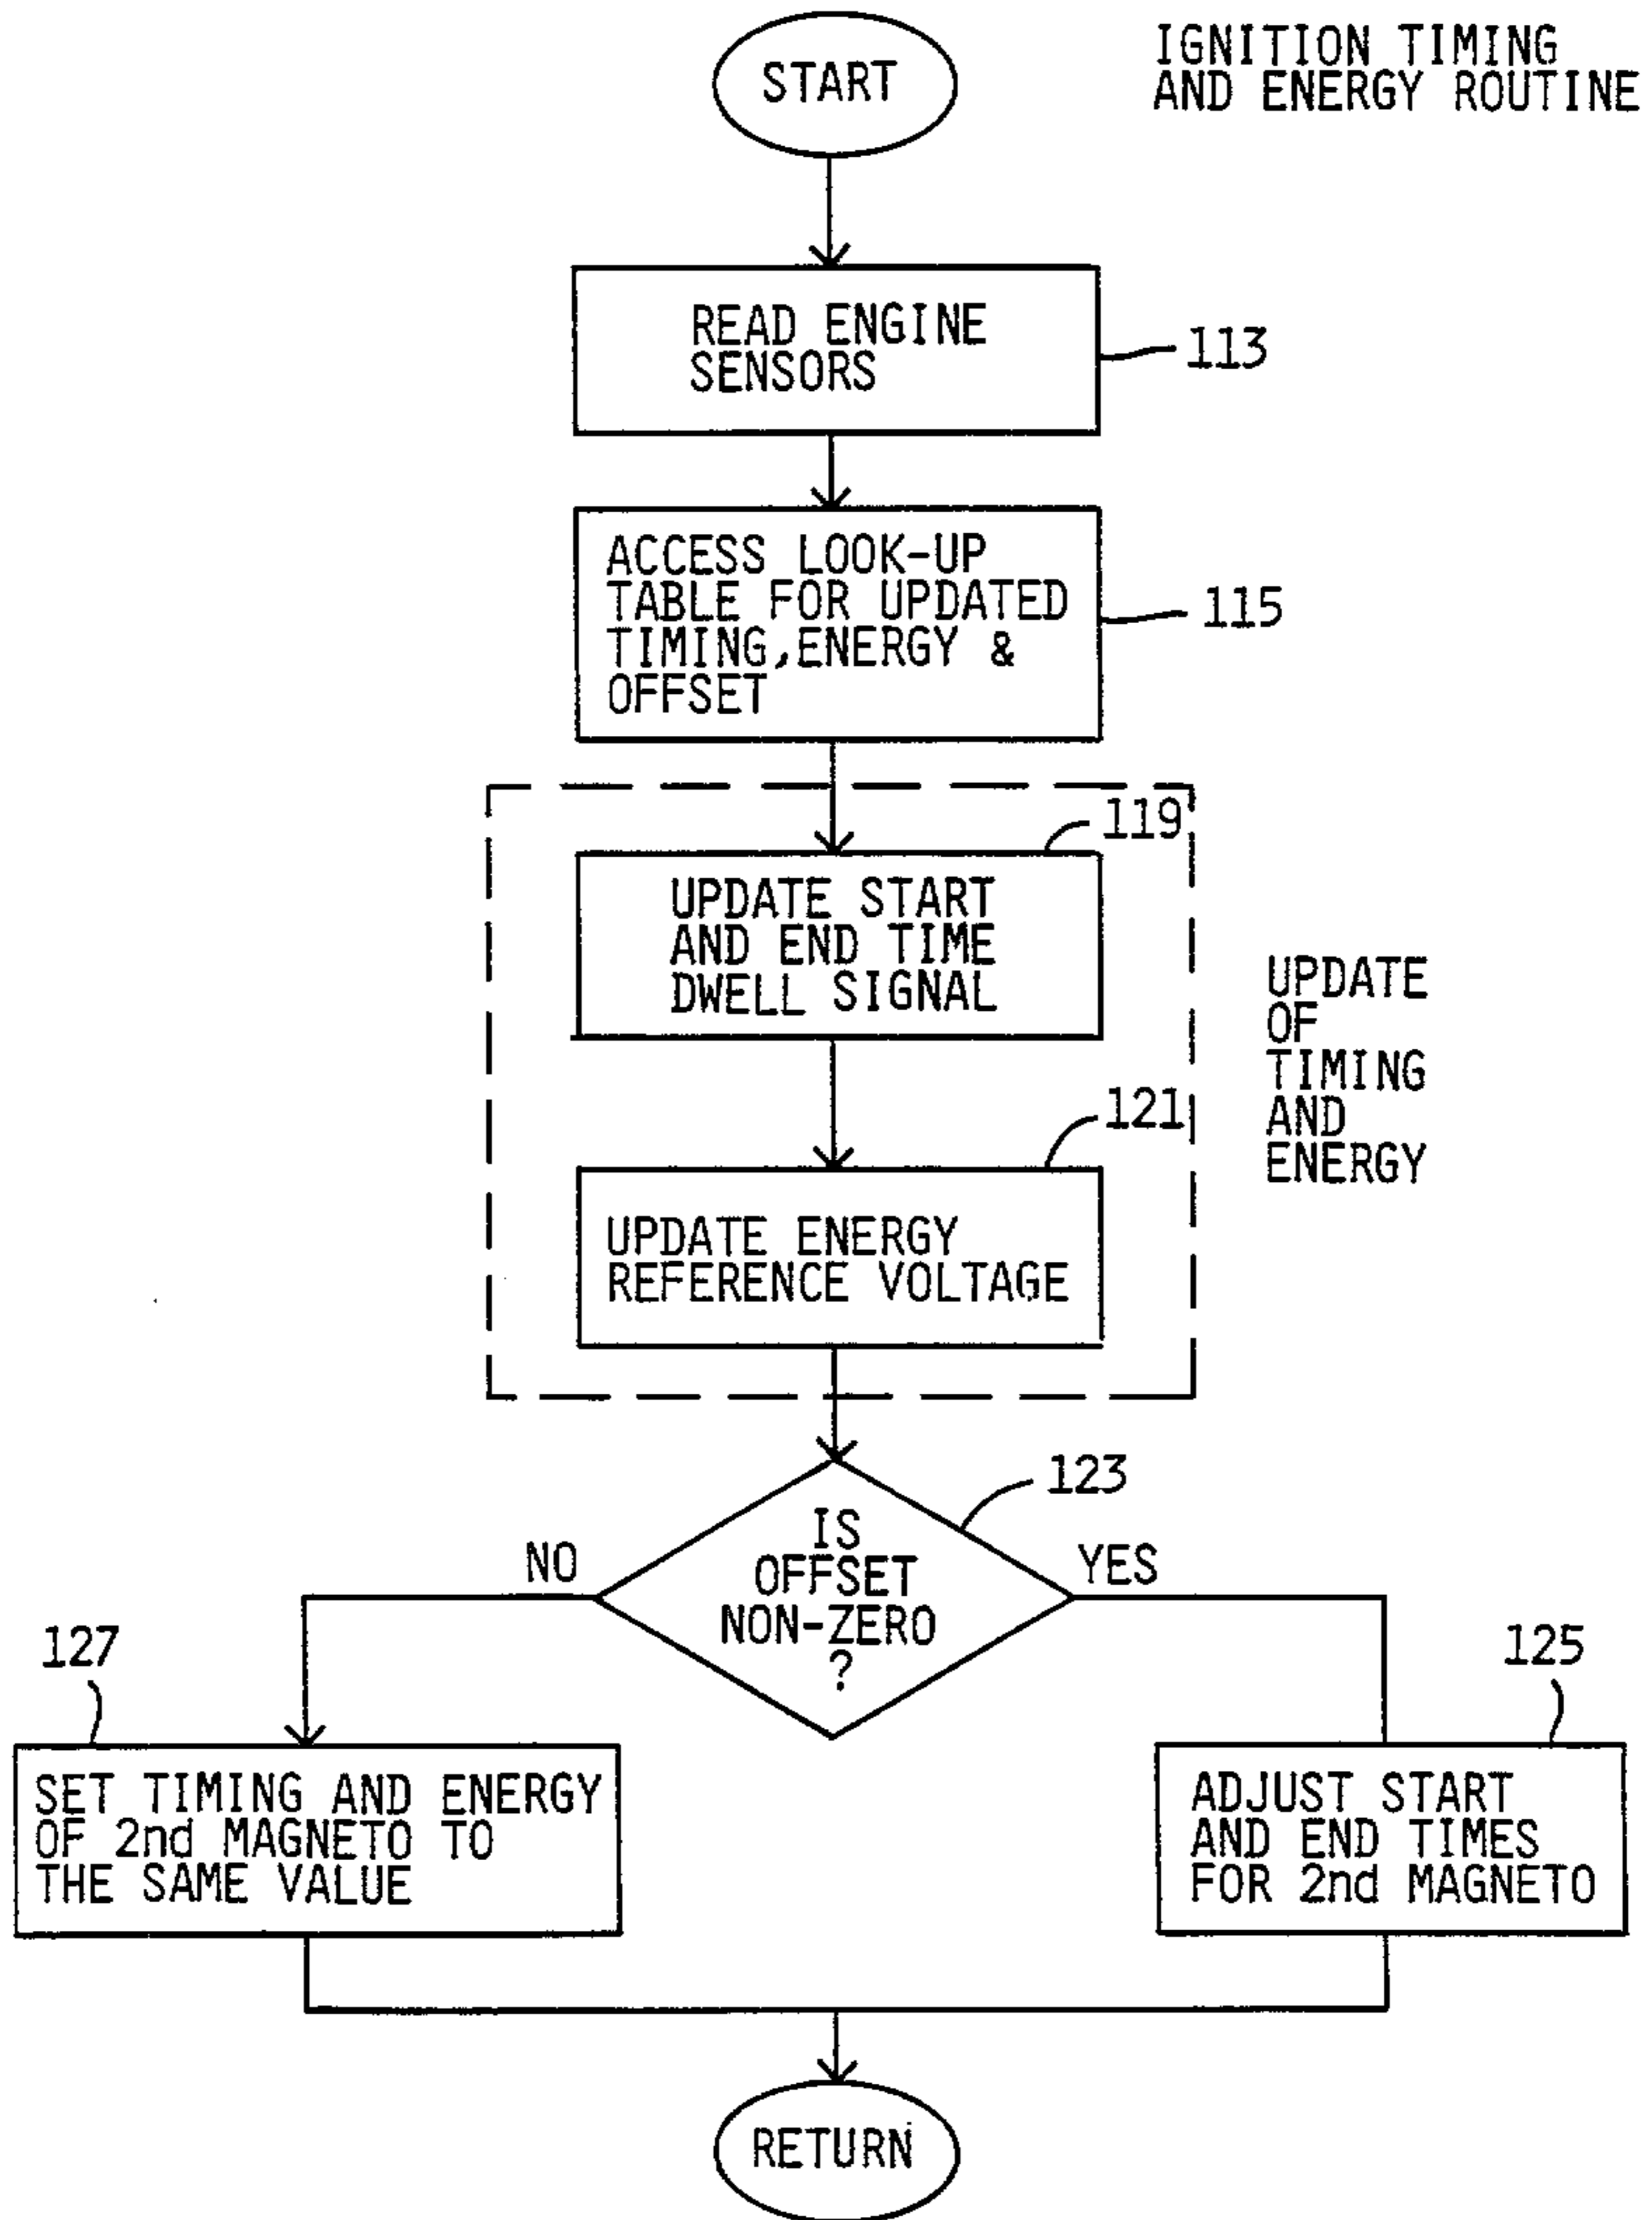 START
IGNITION TIMING
AND ENERGY ROUTINE
READ ENGINE
SENSORS
113
ACCESS LOOK-UP
TABLE FOR UPDATED
TIMING,ENERGY &
OFFSET
115
119
UPDATE START
AND END TIME
DWELL SIGNAL
UPDATE
OF
TIMING
AND
ENERGY
121
UPDATE ENERGY
REFERENCE VOLTAGE
123
IS
OFFSET
NON-ZERO
?
NO
YES
127
SET TIMING AND ENERGY
OF 2nd MAGNETO TO
THE SAME VALUE
125
ADJUST START
AND END TIMES
FOR 2nd MAGNETO
RETURN